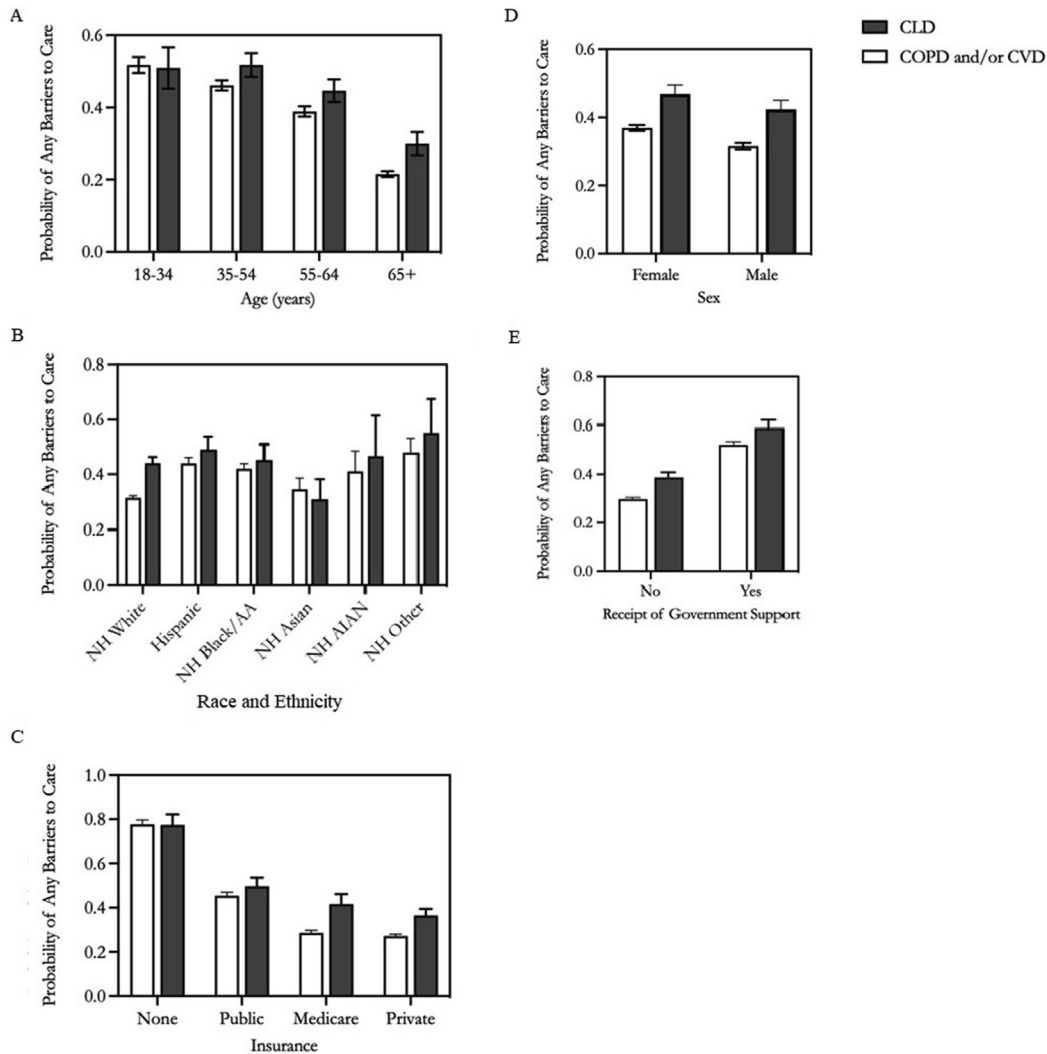 A
Probability of Any Barriers to Care
0.6
0.4
0.2
0.0
18-34 35-54 55-64 65+
Age (years)
D
Probability of Any Barriers to Care
0.6
0.4
0.2
0.0
Female Male
Sex
CLD
COPD and/or CVD
B
Probability of Any Barriers to Care
0.8
0.6
0.4
0.2
0.0
NH White
Hispanic
NH Black/AA
NH Asian
NH AIAN
NH Other
Race and Ethnicity
E
Probability of Any Barriers to Care
0.8
0.6
0.4
0.2
0.0
No Yes
Receipt of Government Support
C
Probability of Any Barriers to Care
1.0
0.8
0.6
0.4
0.2
0.0
None Public Medicare Private
Insurance